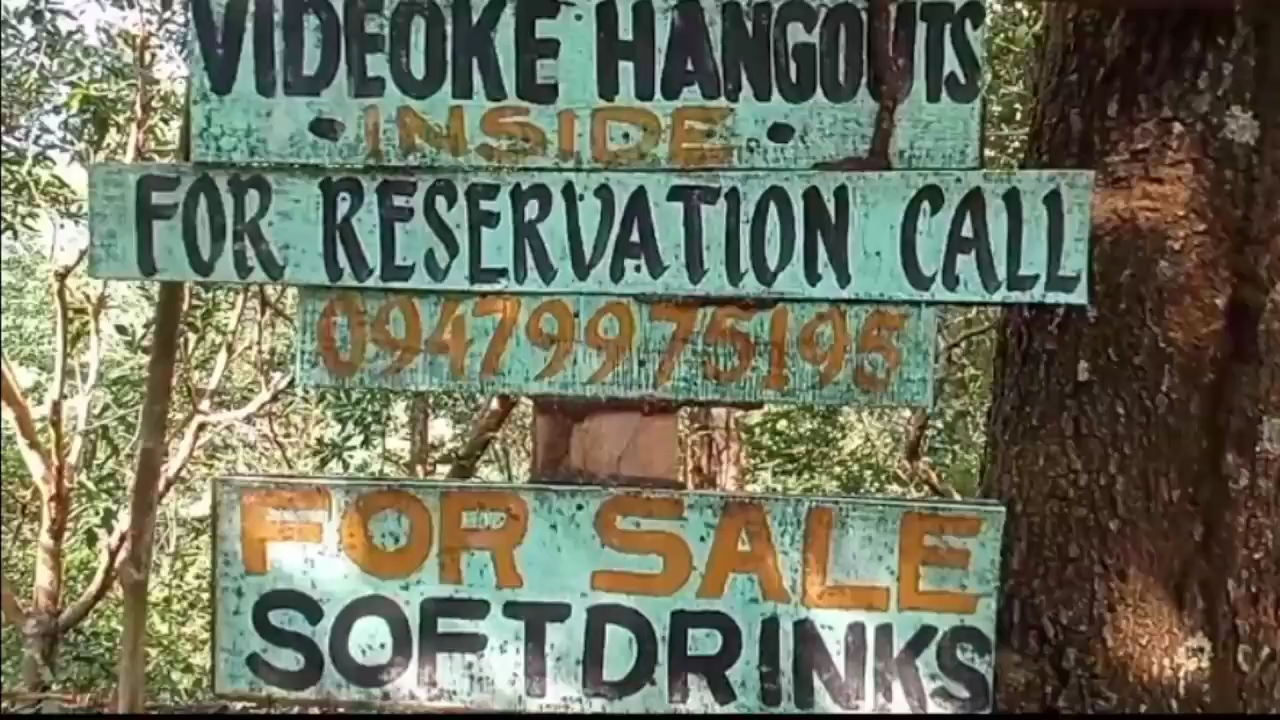 VIDEOKE HANGOUTS
• INSIDE •
FOR RESERVATION CALL
09479975195
FOR SALE
SOFTDRINKS